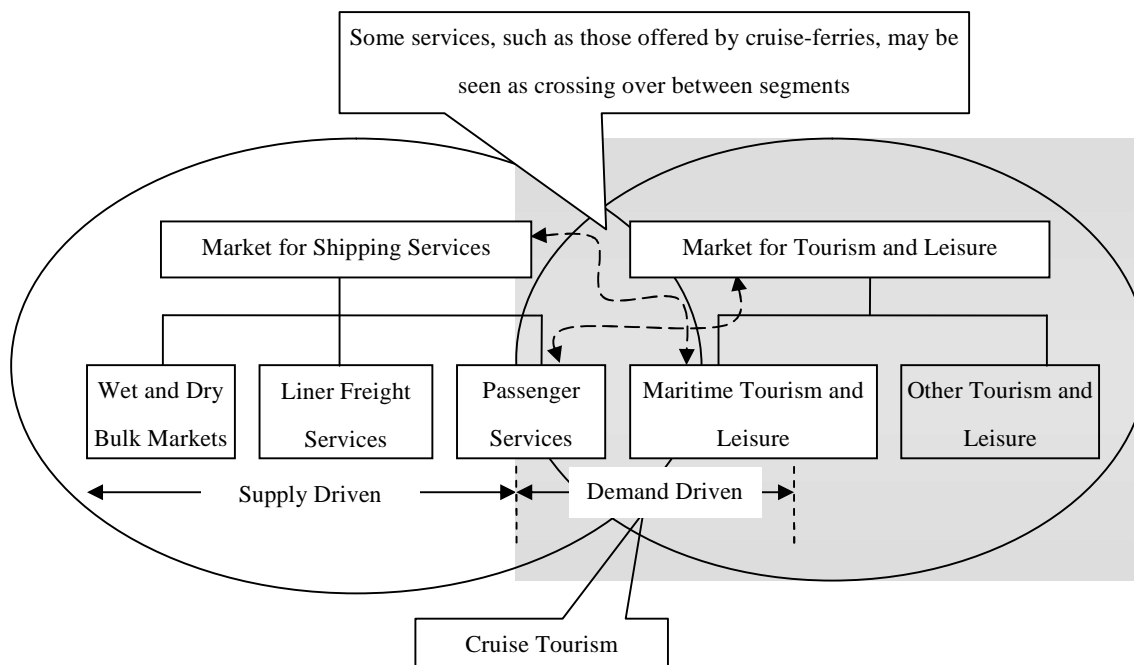 Some services, such as those offered by cruise-ferries, may be
seen as crossing over between segments
Market for Shipping Services
Market for Tourism and Leisure
Wet and Dry
Bulk Markets
Liner Freight
Services
Passenger
Services
Maritime Tourism and
Leisure
Other Tourism and
Leisure
Supply Driven
Demand Driven
Cruise Tourism